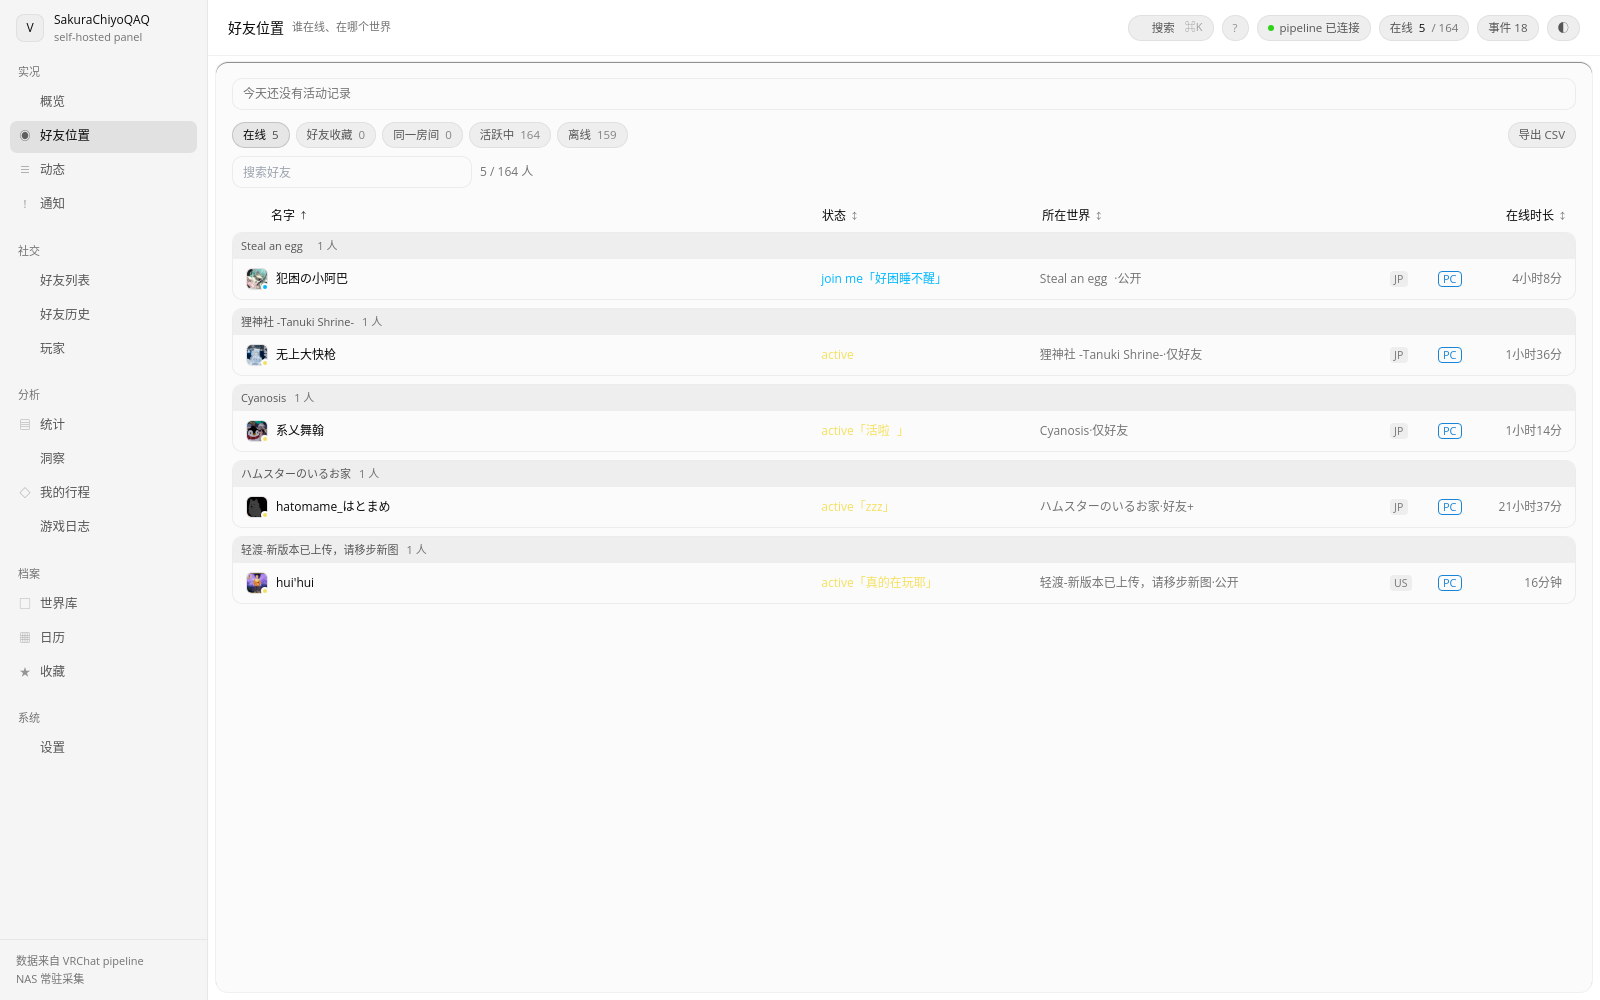 V
SakuraChiyoQAQ
self-hosted panel
实况
概览
好友位置
动态
通知
社交
好友列表
好友历史
玩家
分析
统计
洞察
我的行程
游戏日志
档案
世界库
日历
收藏
系统
设置
数据来自 VRChat pipeline
NAS 常驻采集
好友位置 谁在线、在哪个世界
搜索 ⌘K ? pipeline 已连接 在线 5 / 164 事件 18
今天还没有活动记录
在线 5 好友收藏 0 同一房间 0 活跃中 164 离线 159 导出 CSV
搜索好友 5 / 164 人
名字 ↑ 状态 ↕ 所在世界 ↕ 在线时长 ↕
Steal an egg 1 人
犯困の小阿巴 join me「好困睡不醒」 Steal an egg ·公开 JP PC 4小时8分
狸神社 -Tanuki Shrine- 1 人
无上大快枪 active 狸神社 -Tanuki Shrine-·仅好友 JP PC 1小时36分
Cyanosis 1 人
系乂舞翰 active「活啦 」 Cyanosis·仅好友 JP PC 1小时14分
ハムスターのいるお家 1 人
hatomame_はとまめ active「zzz」 ハムスターのいるお家·好友+ JP PC 21小时37分
轻渡-新版本已上传，请移步新图 1 人
hui'hui active「真的在玩耶」 轻渡-新版本已上传，请移步新图·公开 US PC 16分钟